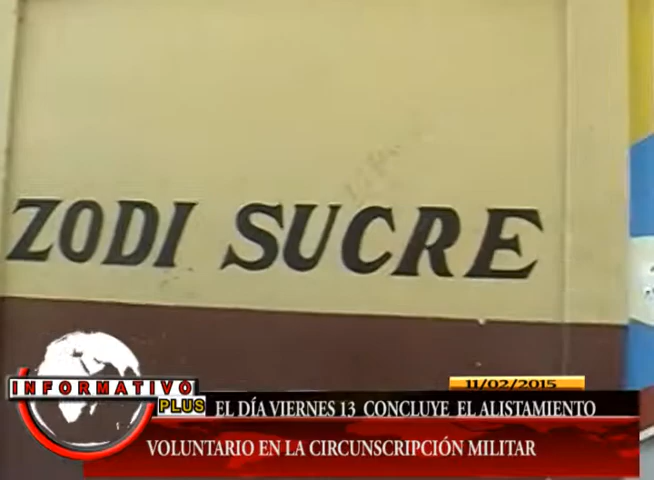 ZODI SUCRE
11/02/2015
INFORMATIVO
PLUS
EL DÍA VIERNES 13 CONCLUYE EL ALISTAMIENTO
VOLUNTARIO EN LA CIRCUNSCRIPCIÓN MILITAR